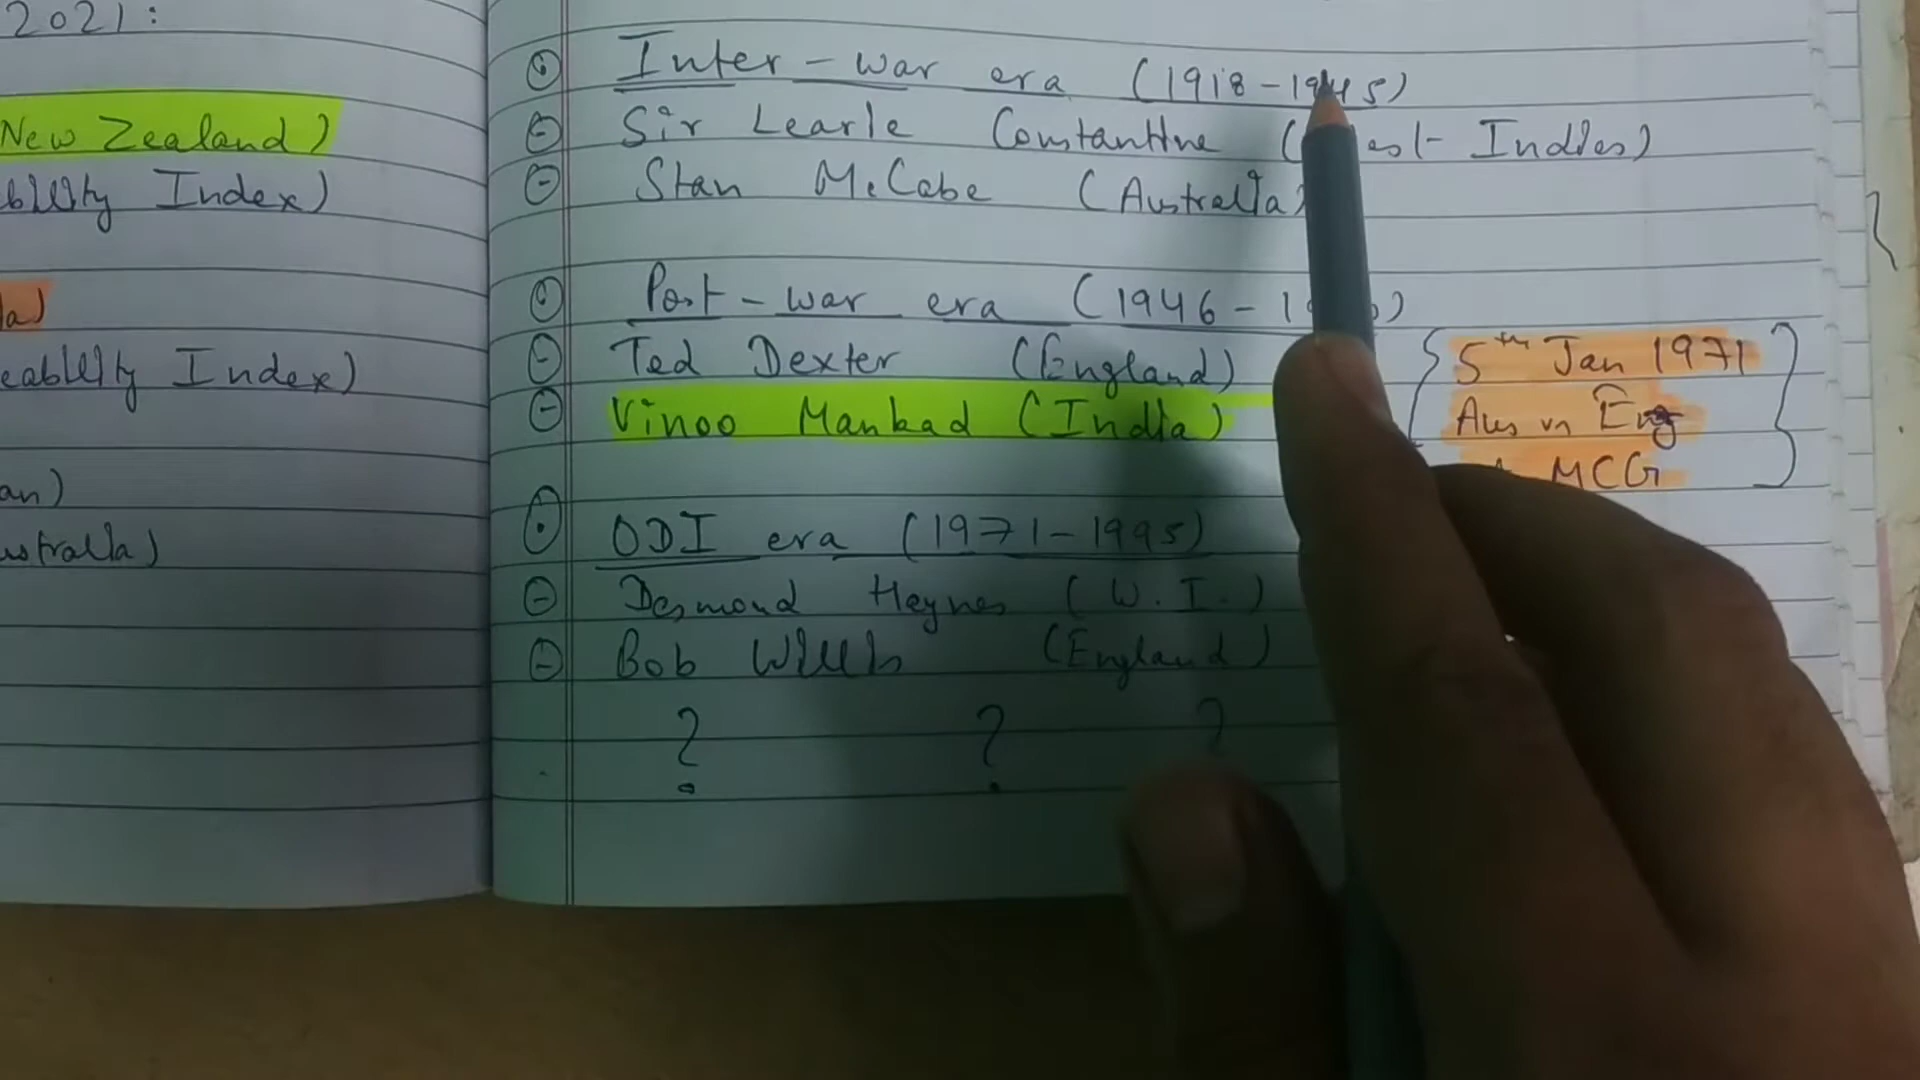 2021:
New Zealand)
Index)
Index)
an)
Inter-war era (1918-1945)
Sir Learie Constantine ( Indies)
Stan McCabe (Australia)
Post-war era (1946-
Ted Dexter (England)
Vinoo Mankad (India)
5th Jan 1971
Aus vs Eng
MCG
ODI era (1971-1995)
Desmond Haynes (W.I.)
Bob Willis (England)
? ? ?